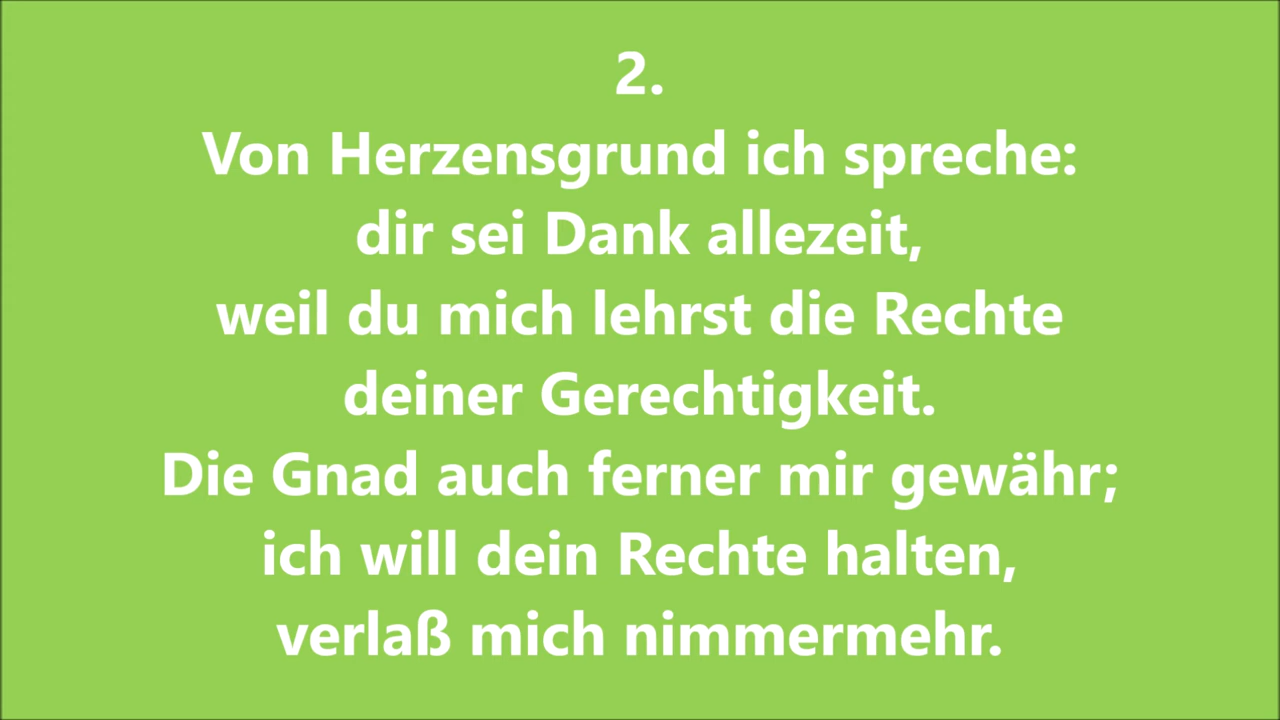 2.
Von Herzensgrund ich spreche:
dir sei Dank allezeit,
weil du mich lehrst die Rechte
deiner Gerechtigkeit.
Die Gnad auch ferner mir gewähr;
ich will dein Rechte halten,
verlaß mich nimmermehr.